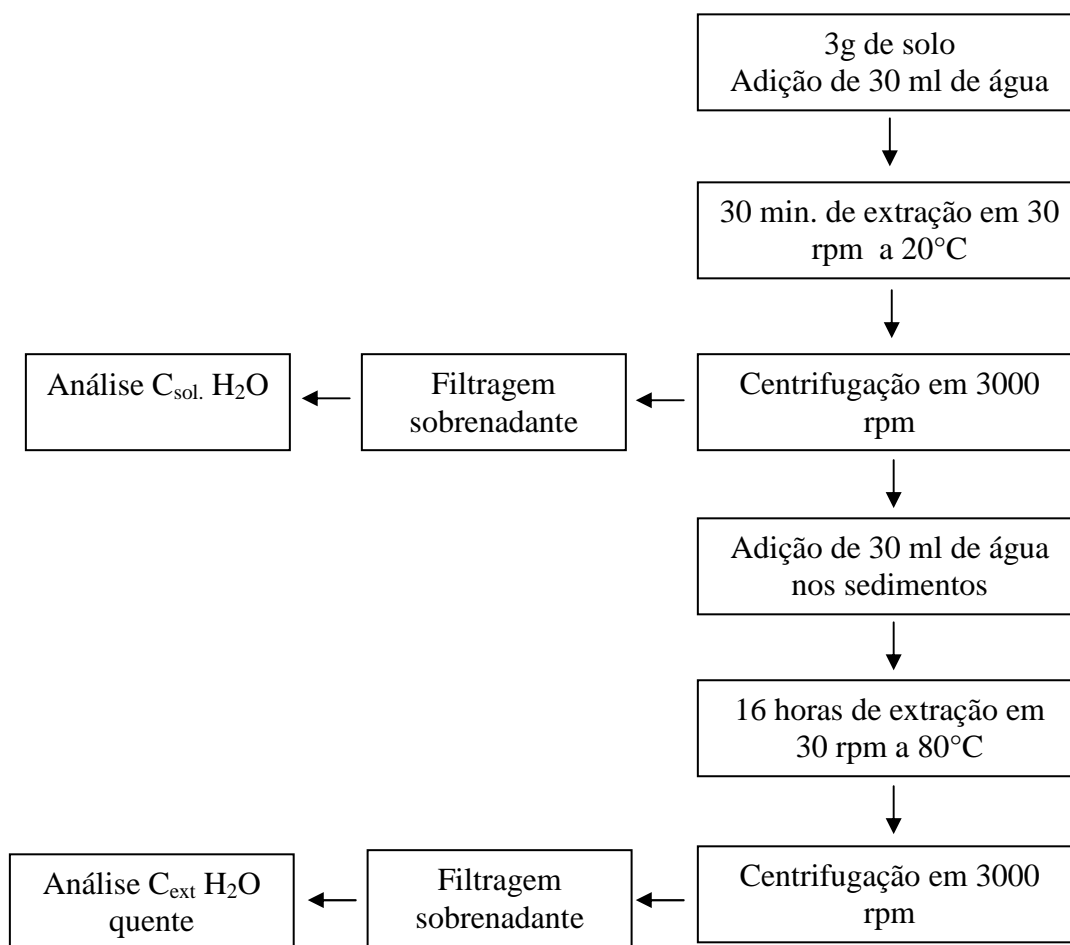 3g de solo
Adição de 30 ml de água
30 min. de extração em 30
rpm a 20°C
Análise Csol. H2O
Filtragem
sobrenadante
Centrifugação em 3000
rpm
Adição de 30 ml de água
nos sedimentos
16 horas de extração em
30 rpm a 80°C
Análise Cext H2O
quente
Filtragem
sobrenadante
Centrifugação em 3000
rpm